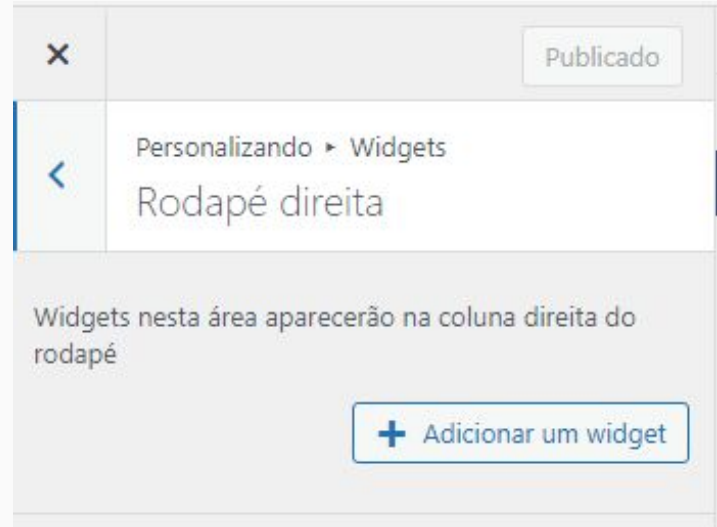 Publicado
Personalizando ▸ Widgets
Rodapé direita
Widgets nesta área aparecerão na coluna direita do
rodapé
Adicionar um widget